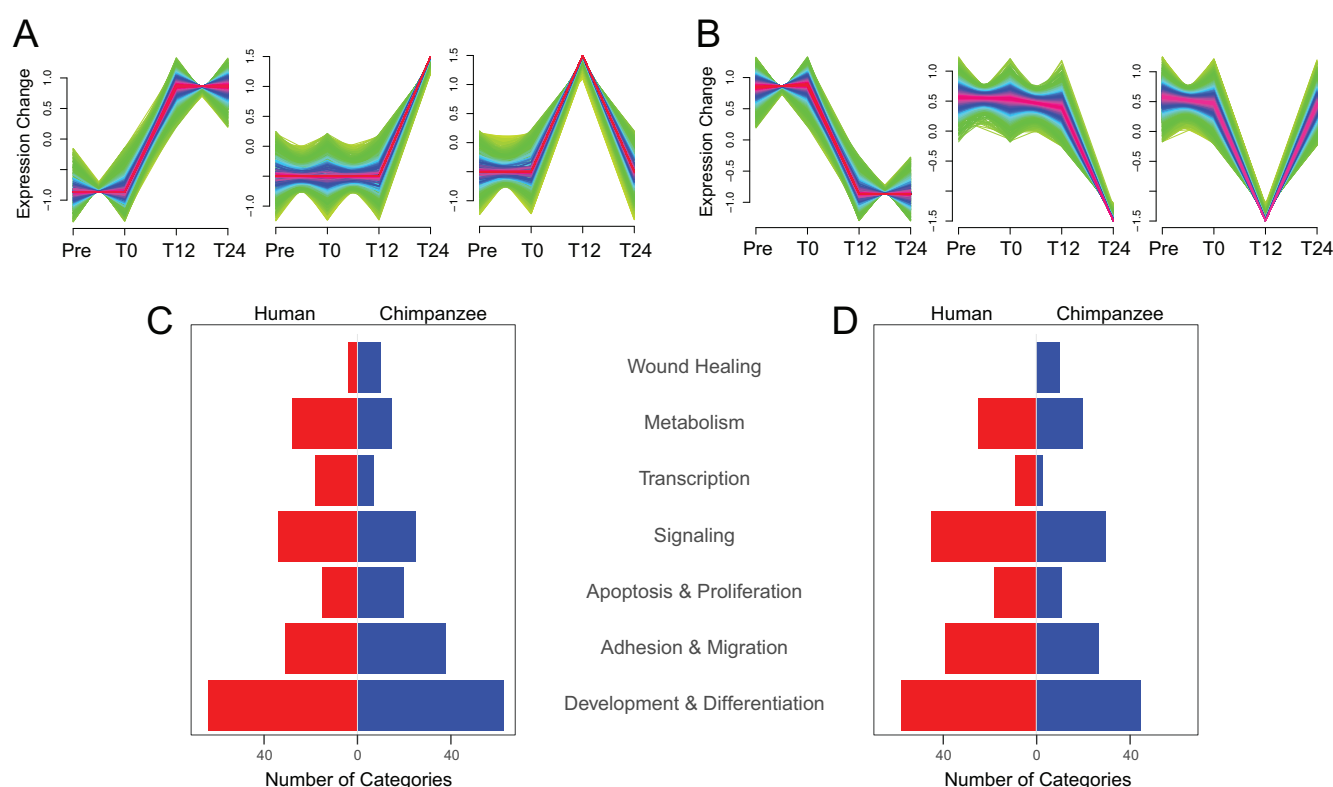 A
B
Expression Change
1.0
0.5
0.0
−1.0
Pre T0 T12 T24
1.5
1.0
0.0
−1.0
Pre T0 T12 T24
1.5
1.0
0.5
0.0
−1.0
Pre T0 T12 T24
Expression Change
1.0
0.5
0.0
−0.5
−1.0
Pre T0 T12 T24
1.0
0.5
0.0
−0.5
−1.5
Pre T0 T12 T24
1.0
0.5
0.0
−0.5
−1.5
Pre T0 T12 T24
C
Human Chimpanzee
D
Human Chimpanzee
Wound Healing
Metabolism
Transcription
Signaling
Apoptosis & Proliferation
Adhesion & Migration
Development & Differentiation
40 0 40
Number of Categories
40 0 40
Number of Categories